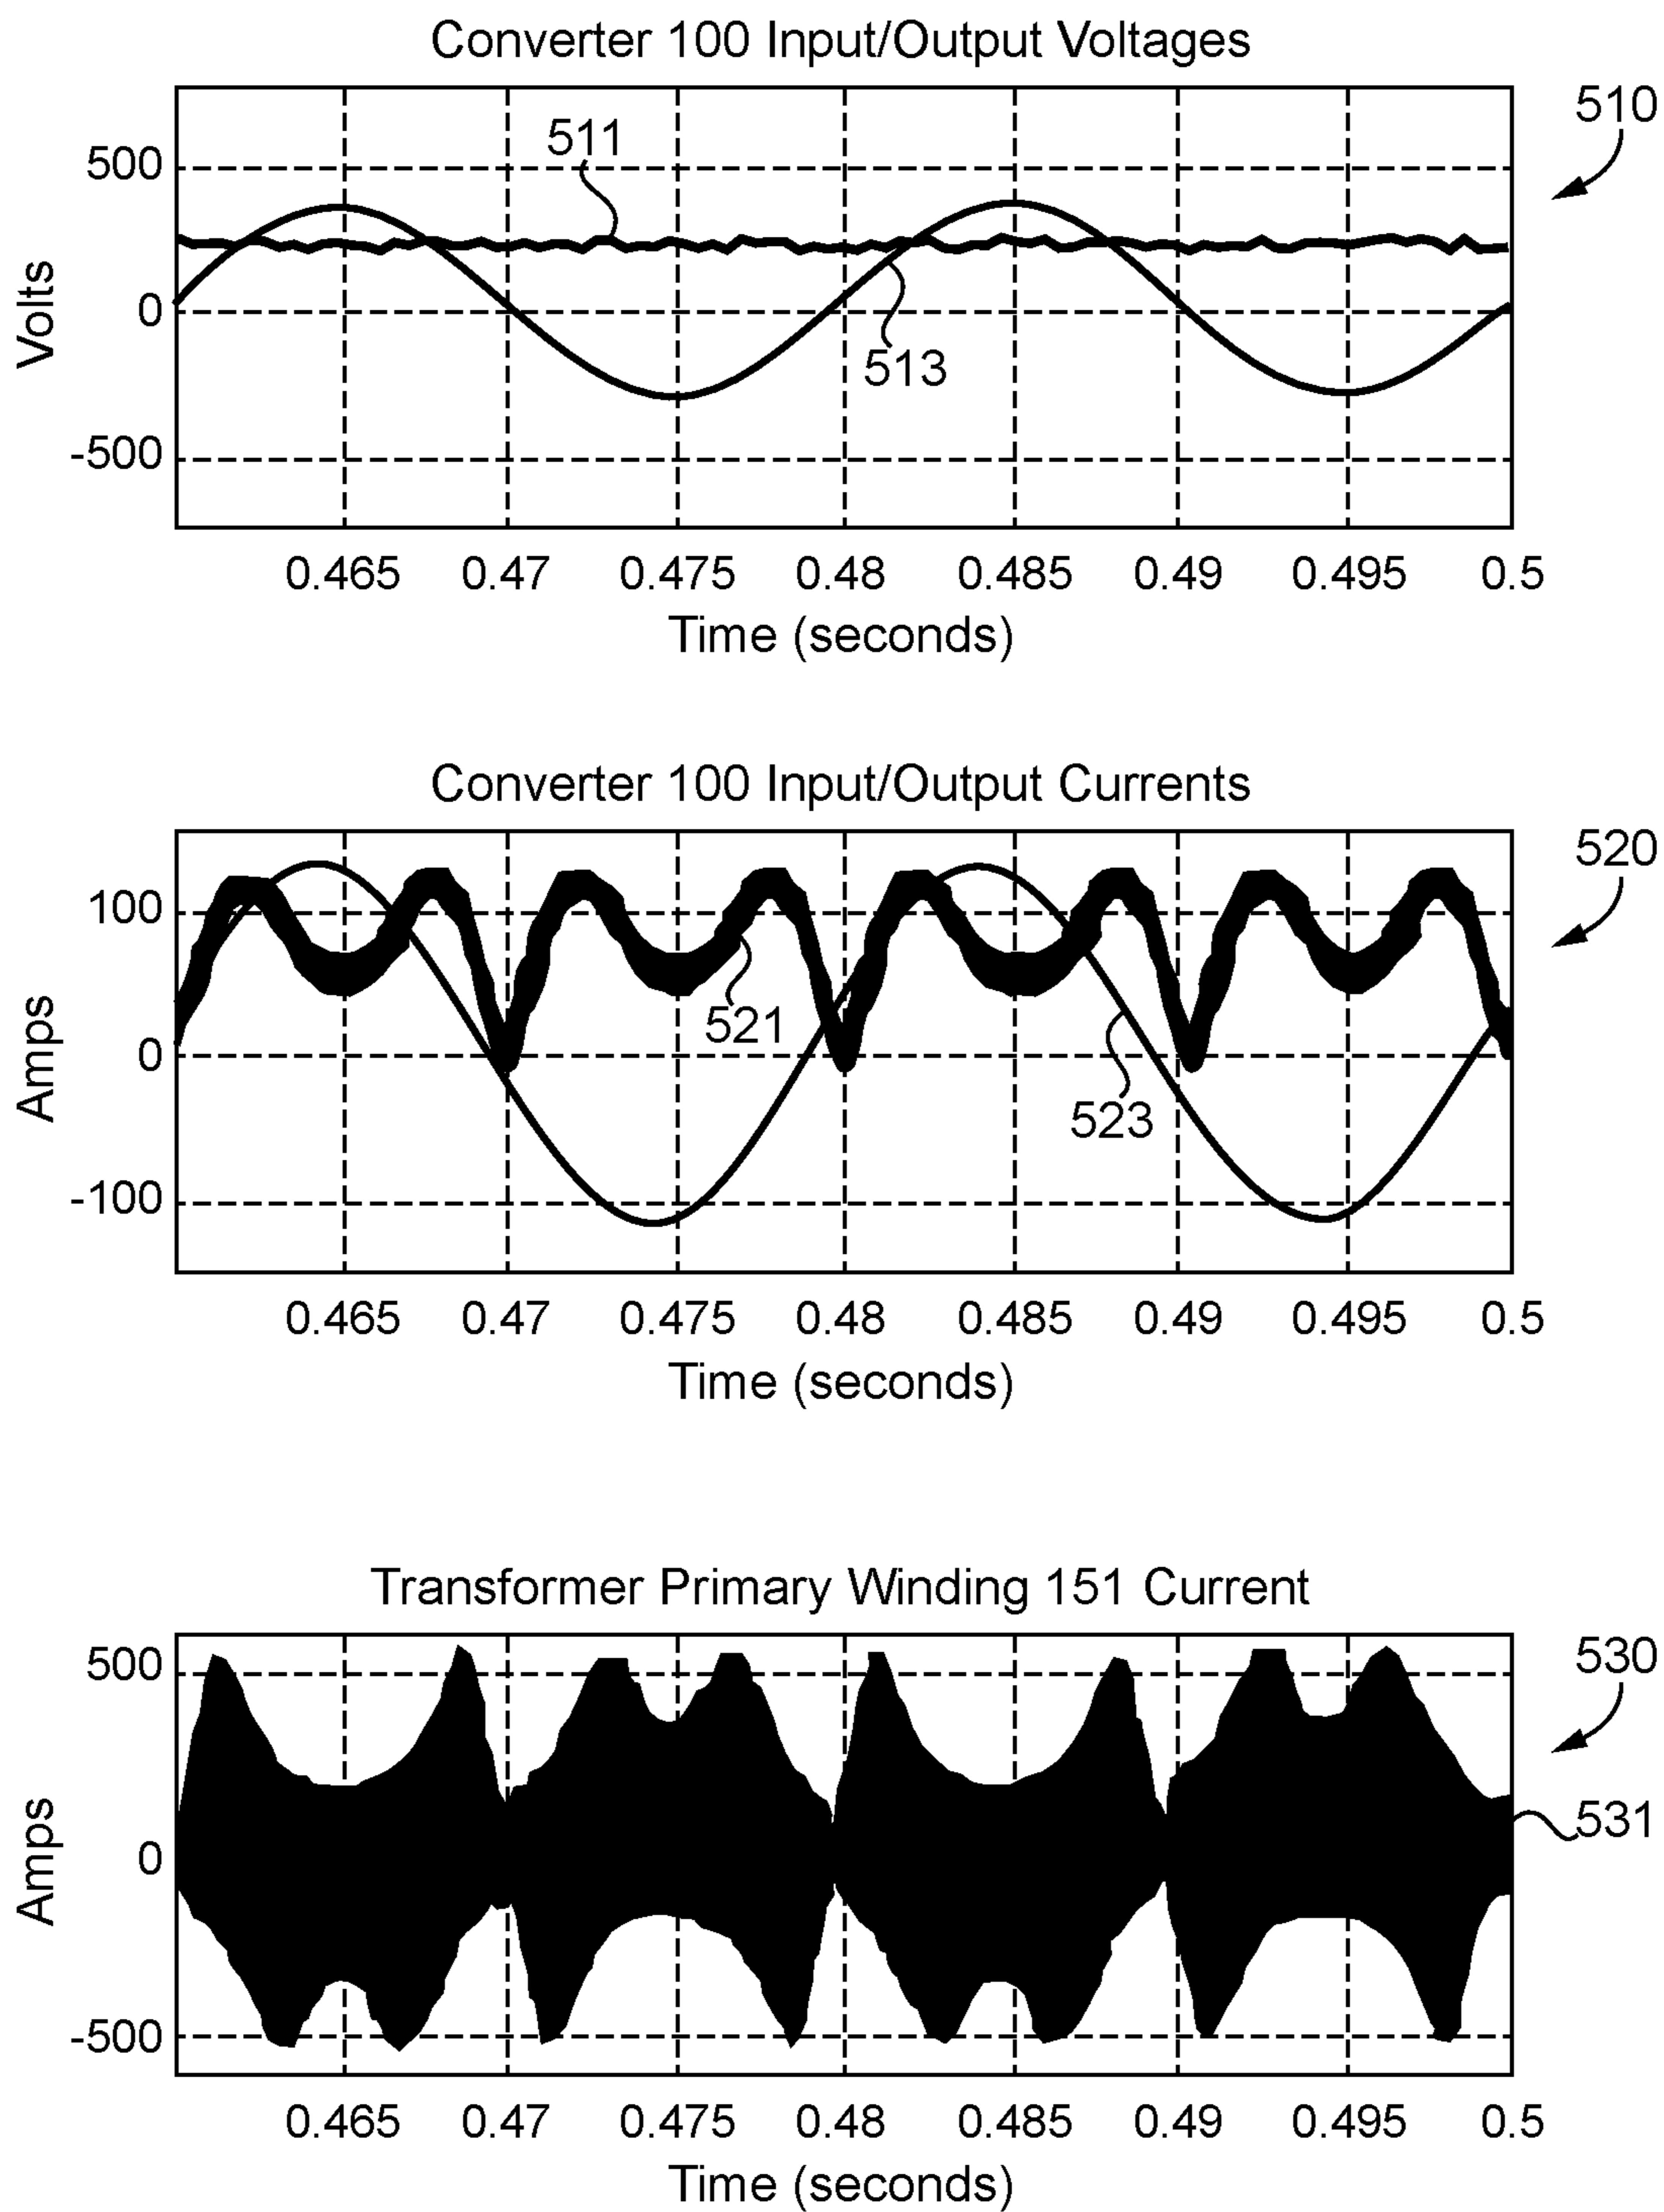 Converter 100 Input/Output Voltages
510
511
500
0
-500
Volts
513
0.465 0.47 0.475 0.48 0.485 0.49 0.495 0.5
Time (seconds)
Converter 100 Input/Output Currents
520
100
0
-100
Amps
521
523
0.465 0.47 0.475 0.48 0.485 0.49 0.495 0.5
Time (seconds)
Transformer Primary Winding 151 Current
530
500
0
-500
Amps
531
0.465 0.47 0.475 0.48 0.485 0.49 0.495 0.5
Time (seconds)